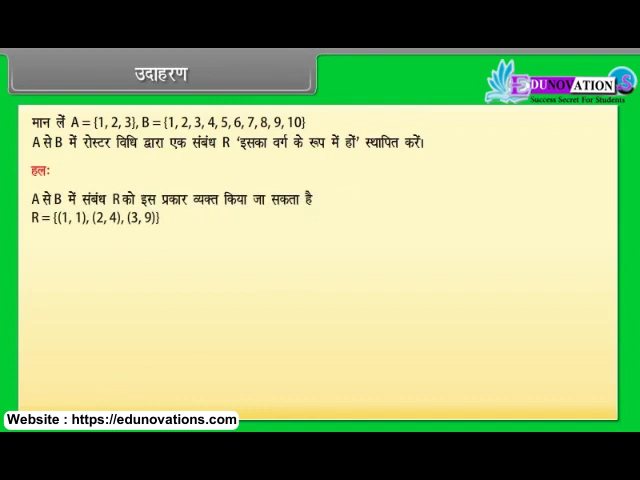 उदाहरण
EDUNOVATIONS
Success Secret For Students
मान लें A = {1, 2, 3}, B = {1, 2, 3, 4, 5, 6, 7, 8, 9, 10}
A से B में रोस्टर विधि द्वारा एक संबंध R ‘इसका वर्ग के रूप में हों’ स्थापित करें।
हलः
A से B में संबंध R को इस प्रकार व्यक्त किया जा सकता है
R = {(1, 1), (2, 4), (3, 9)}
Website : https://edunovations.com/